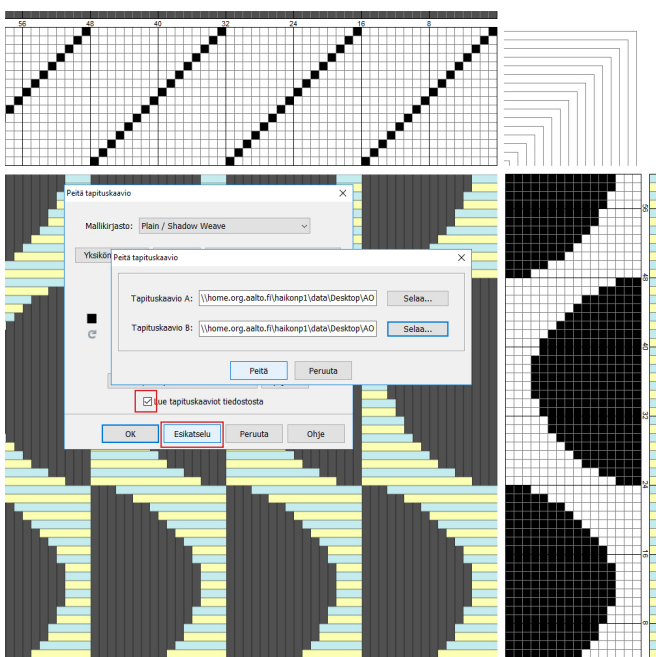 56 48 40 32 24 16 8
Peitä tapituskaavio
Mallikirjasto: Plain / Shadow Weave
Yksikön
Peitä tapituskaavio
Tapituskaavio A: \\home.org.aalto.fi\haikonp1\data\Desktop\AO Selaa...
Tapituskaavio B: \\home.org.aalto.fi\haikonp1\data\Desktop\AO Selaa...
Peitä Peruuta
Lue tapituskaaviot tiedostosta
OK Esikatselu Peruuta Ohje
56
48
40
32
24
16
8